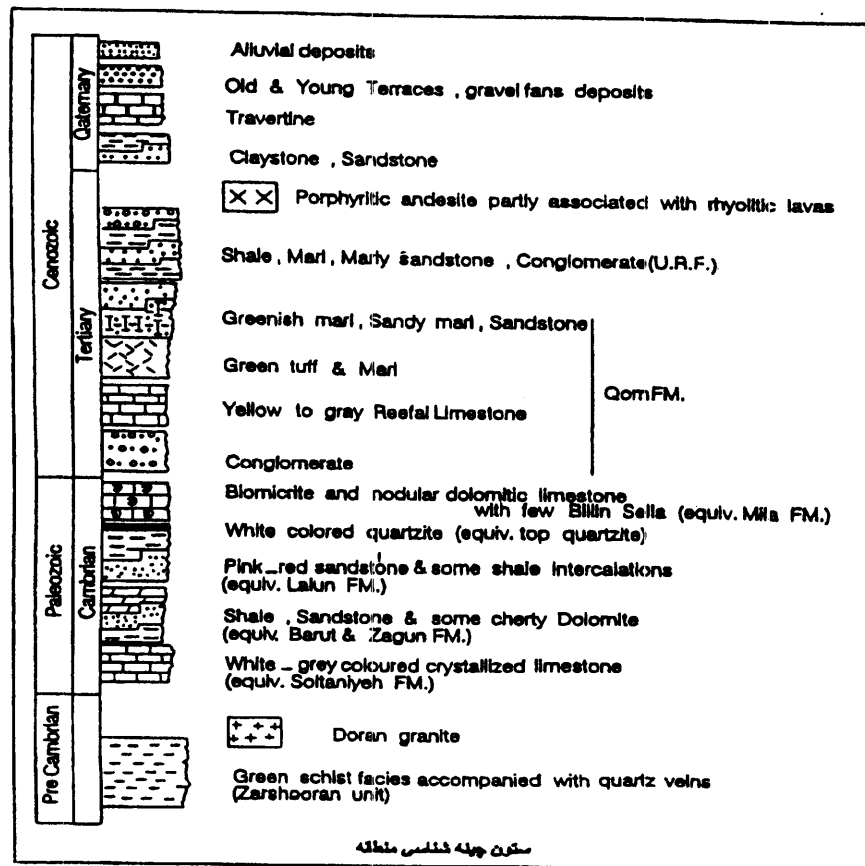 Alluvial deposits
Old & Young Terraces , gravel fans deposits
Travertine
Claystone , Sandstone
Porphyritic andesite partly associated with rhyolitic lavas
Shale , Marl , Marly sandstone , Conglomerate (U.R.F.)
Greenish marl , Sandy marl , Sandstone
Green tuff & Marl
Yellow to gray Reefal Limestone
Conglomerate
Qom FM.
Biomicrite and nodular dolomitic limestone
with few Billin Sella (equiv. Mila FM.)
White colored quartzite (equiv. top quartzite)
Pink - red sandstone & some shale intercalations
(equiv. Lalun FM.)
Shale , Sandstone & some cherty Dolomite
(equiv. Barut & Zagun FM.)
White - grey coloured crystallized limestone
(equiv. Soltaniyeh FM.)
Doran granite
Green schist facies accompanied with quartz veins
(Zarshooran unit)
Cenozoic
Qaternary
Tertiary
Paleozoic
Cambrian
Pre Cambrian
ستون چینه شناسی منطقه